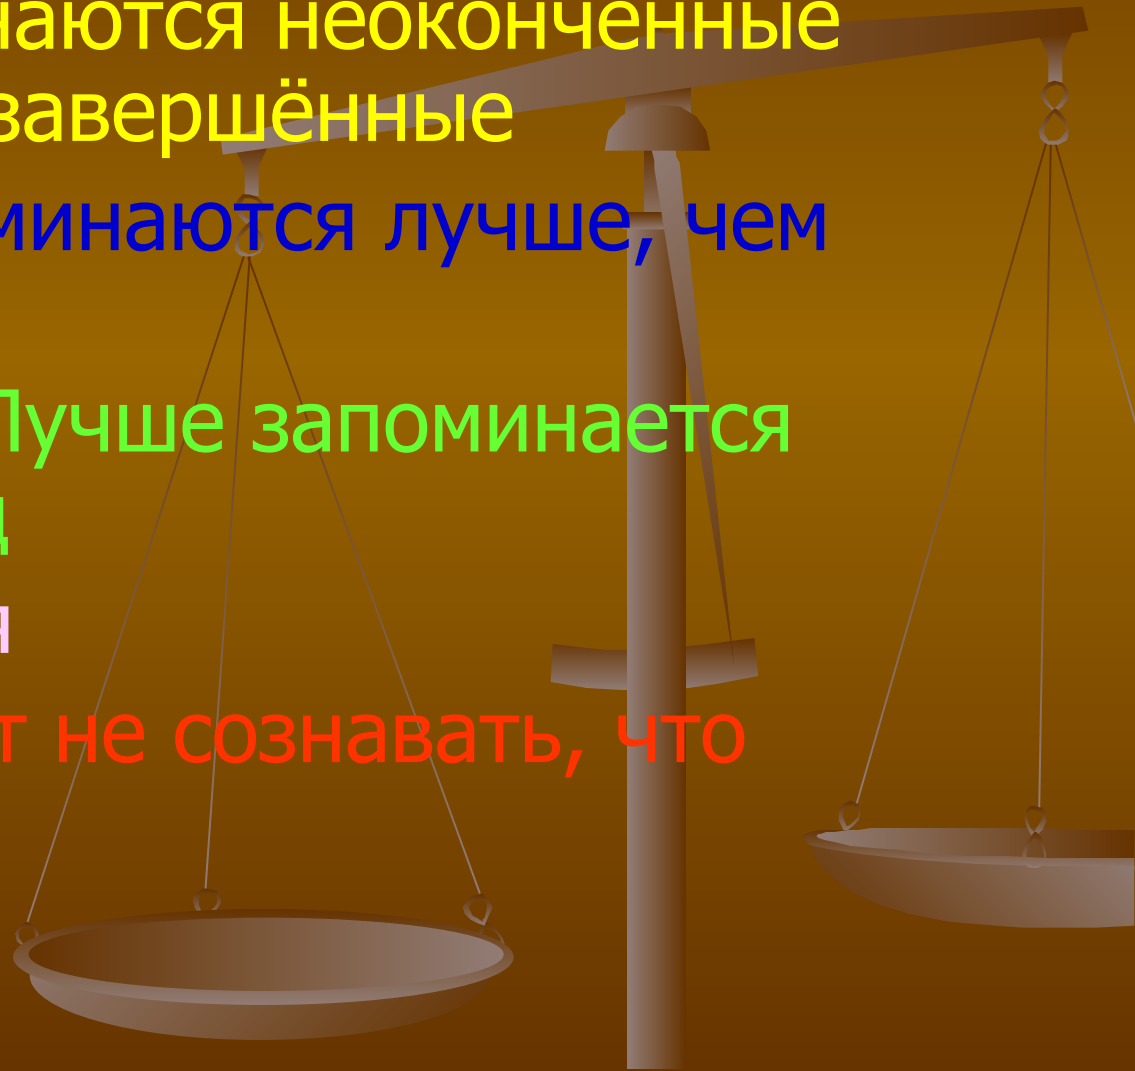 наются неоконченные
завершённые
минаются лучше, чем
Лучше запоминается
д
я
т не сознавать, что